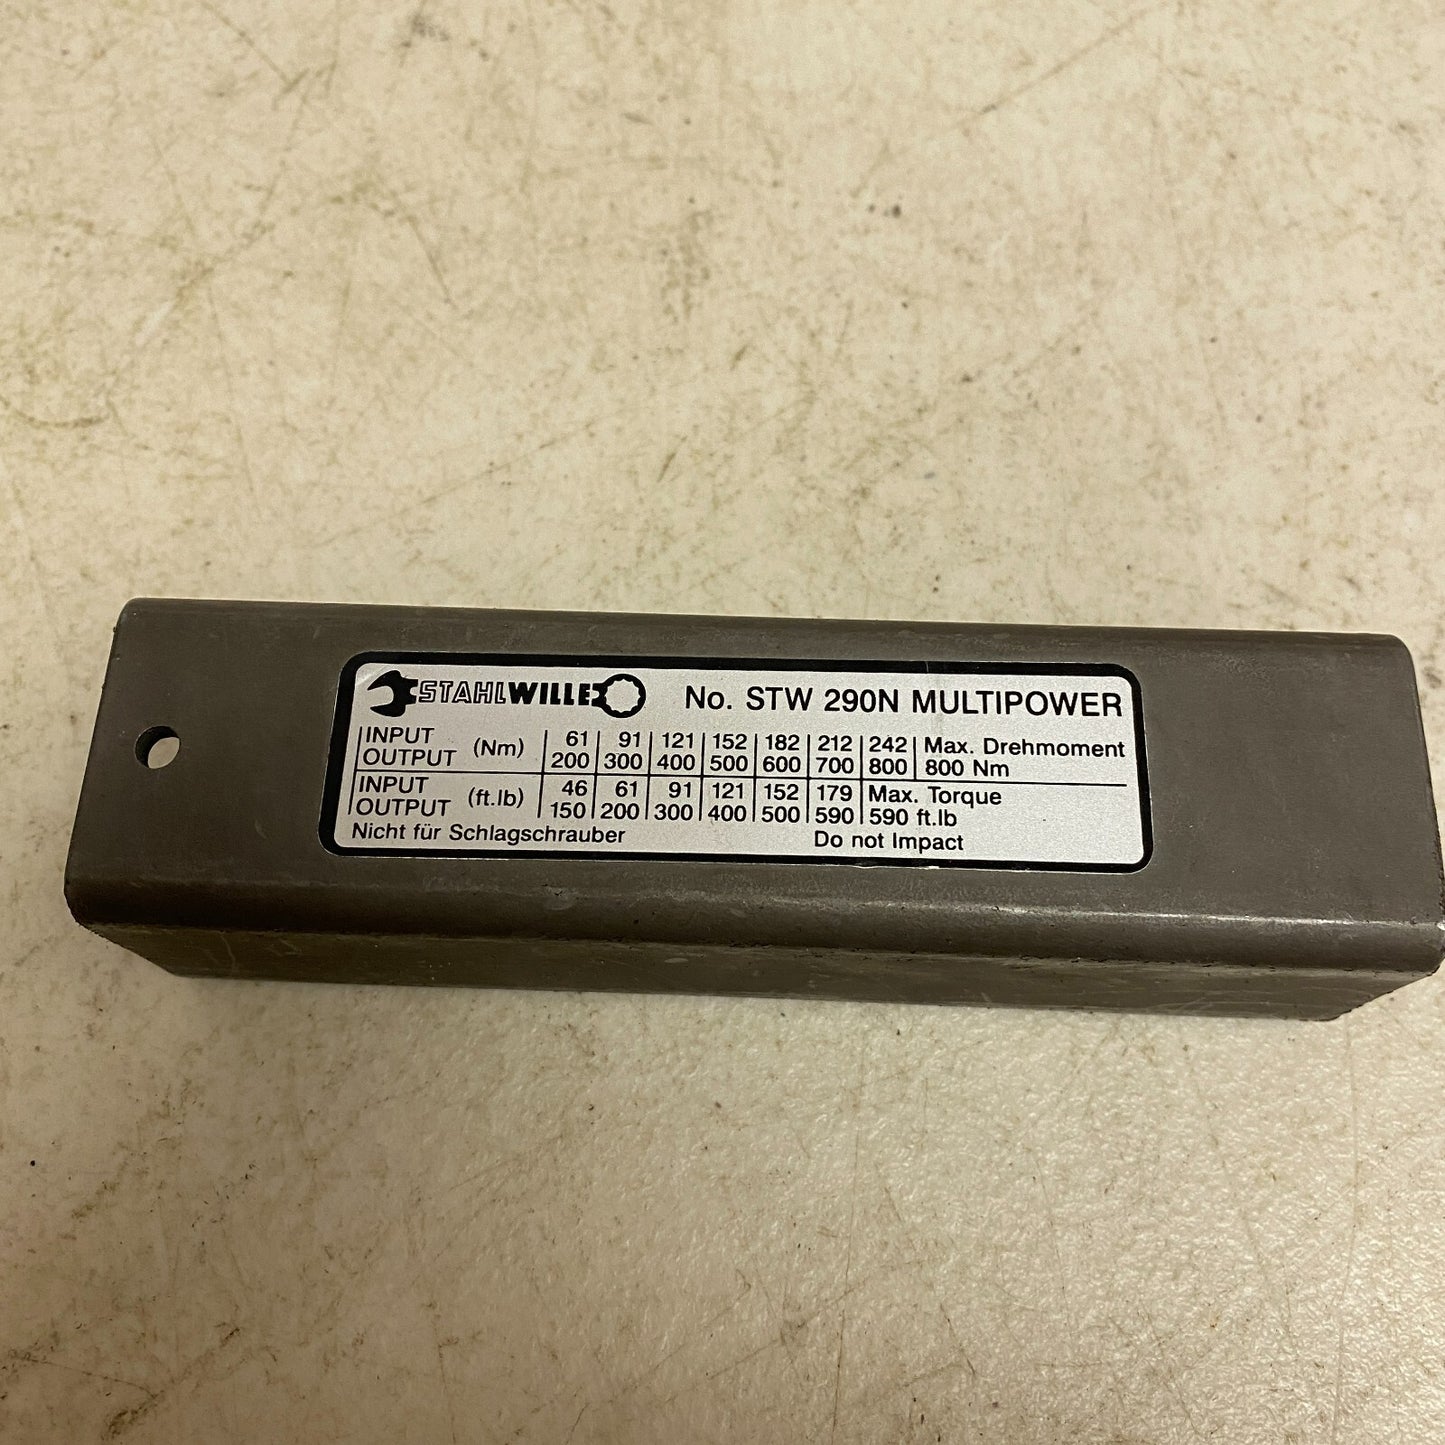 STAHLWILLE No. STW 290N MULTIPOWER
INPUT (Nm) 61 91 121 152 182 212 242 Max. Drehmoment
OUTPUT 200 300 400 500 600 700 800 800 Nm
INPUT (ft.lb) 46 61 91 121 152 179 Max. Torque
OUTPUT 150 200 300 400 500 590 590 ft.lb
Nicht für Schlagschrauber Do not Impact